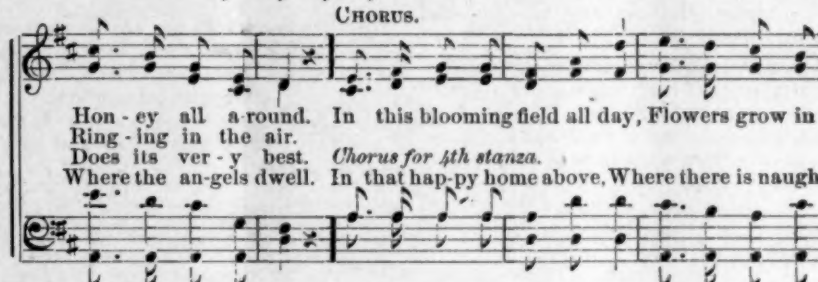 CHORUS.
Hon - ey all a-round. In this blooming field all day, Flowers grow in
Ring - ing in the air.
Does its ver - y best. Chorus for 4th stanza.
Where the an-gels dwell. In that hap-py home above, Where there is naugh